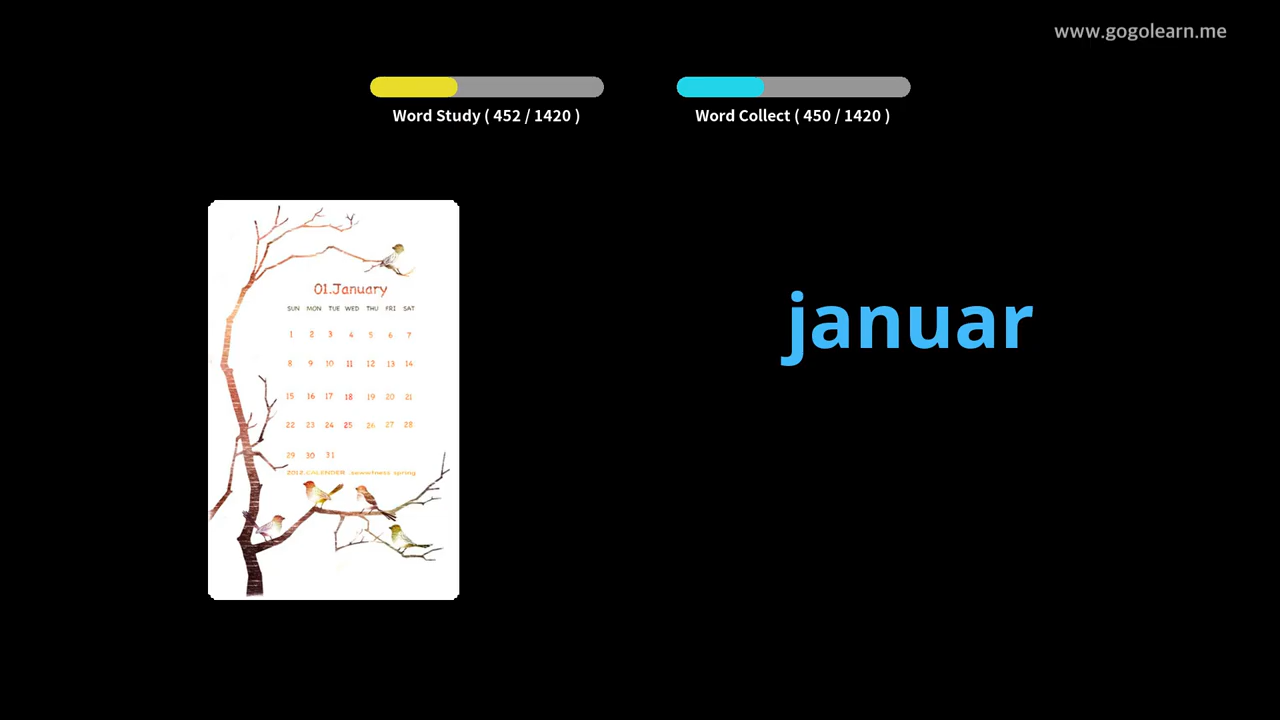 www.gogolearn.me
Word Study ( 452 / 1420 )
Word Collect ( 450 / 1420 )
01.January
SUN MON TUE WED THU FRI SAT
1 2 3 4 5 6 7
8 9 10 11 12 13 14
15 16 17 18 19 20 21
22 23 24 25 26 27 28
29 30 31
CALENDER spring
januar